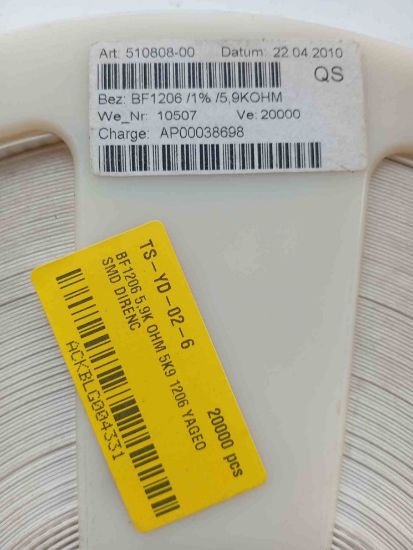 Art: 510808-00 Datum: 22.04.2010
QS
Bez: BF1206 /1% /5,9KOHM
We_Nr: 10507 Ve: 20000
Charge: AP00038698
TS-YD-02-6
BF1206 5.9K OHM 5K9 1206 YAGEO
SMD DIRENC
20000 pcs
ACKBLG004331